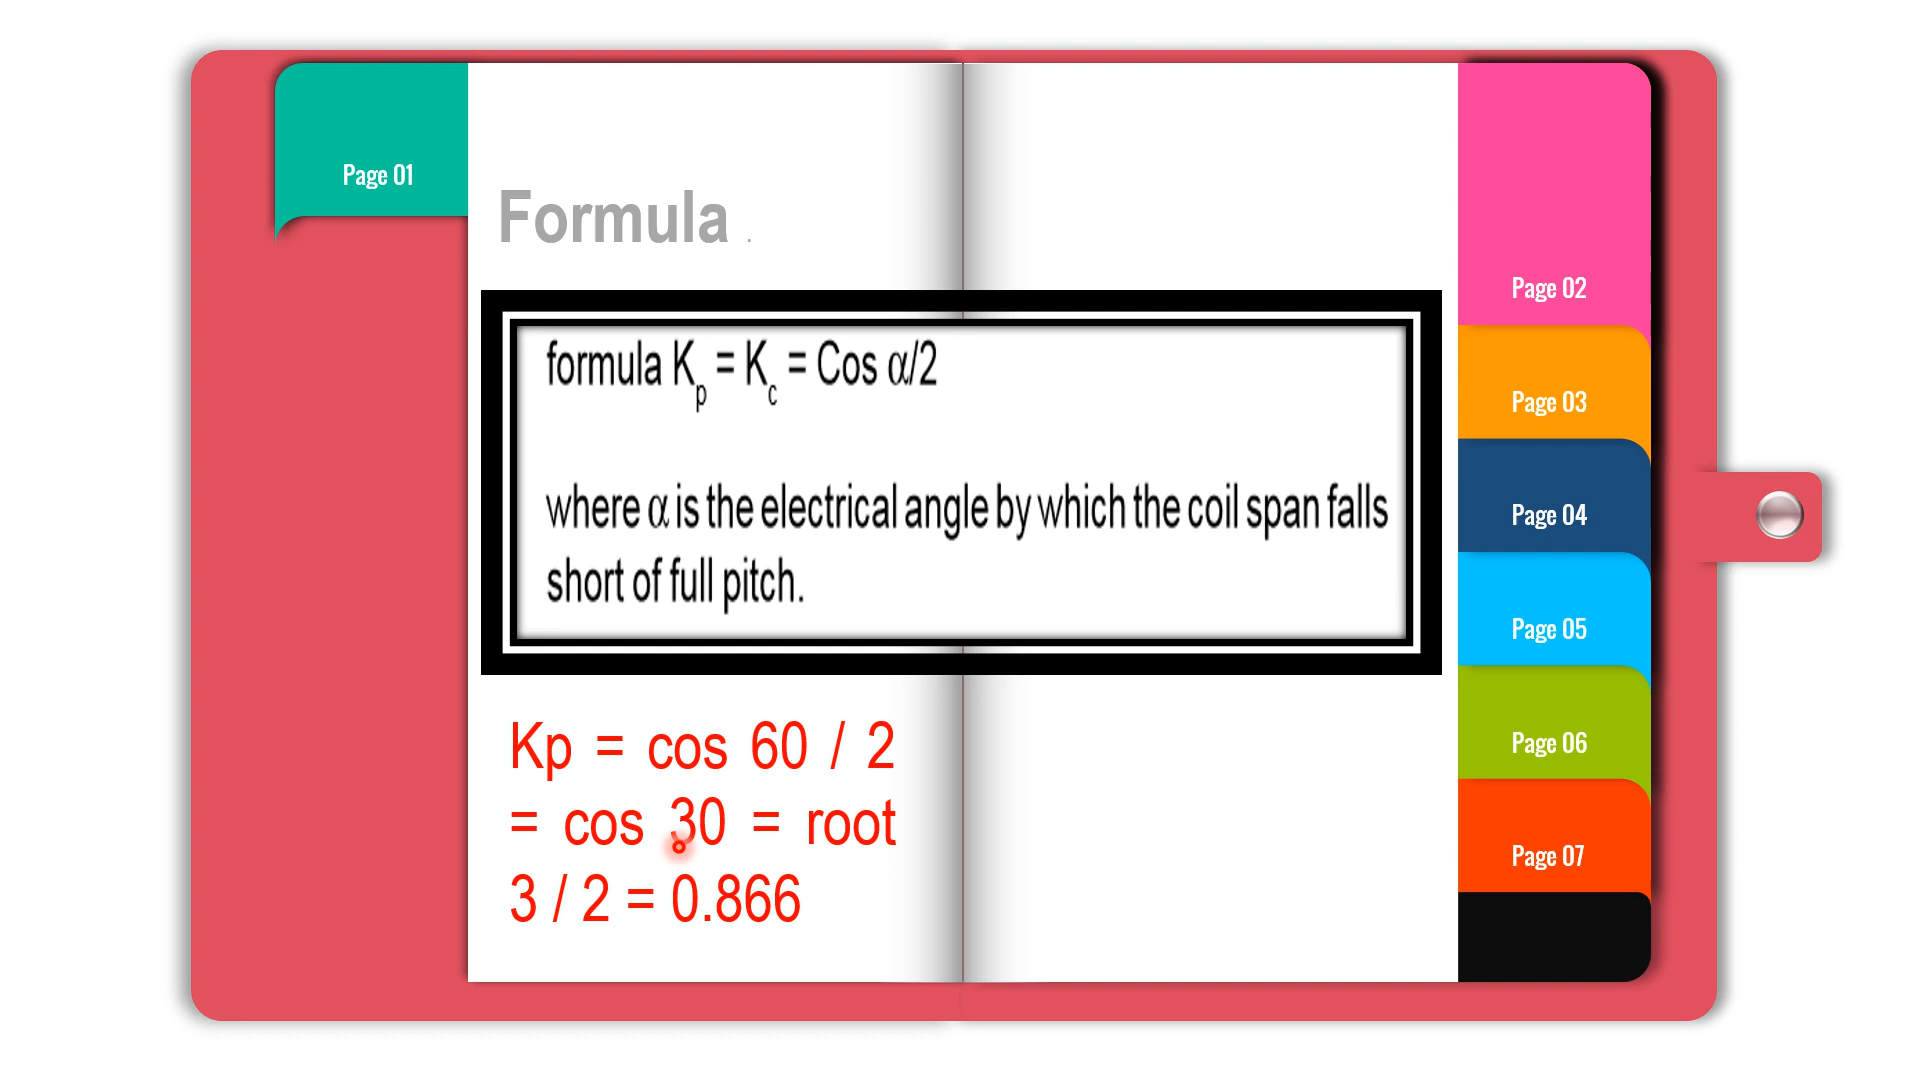 Page 01
Formula .
formula Kp = Kc = Cos α/2
where α is the electrical angle by which the coil span falls
short of full pitch.
Kp = cos 60 / 2
= cos 30 = root
3 / 2 = 0.866
Page 02
Page 03
Page 04
Page 05
Page 06
Page 07